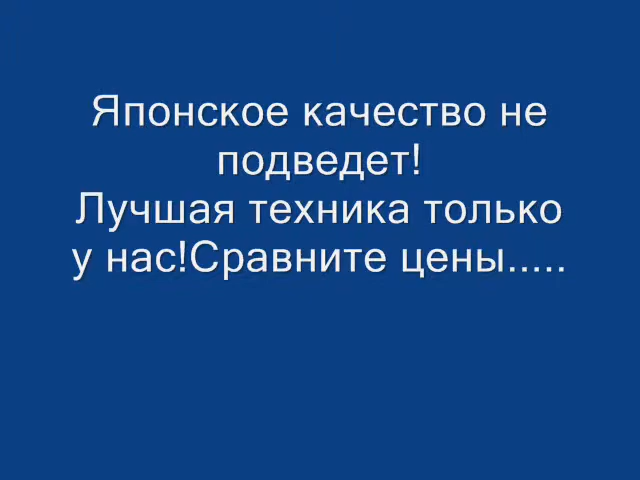 Японское качество не
подведет!
Лучшая техника только
у нас!Сравните цены.....